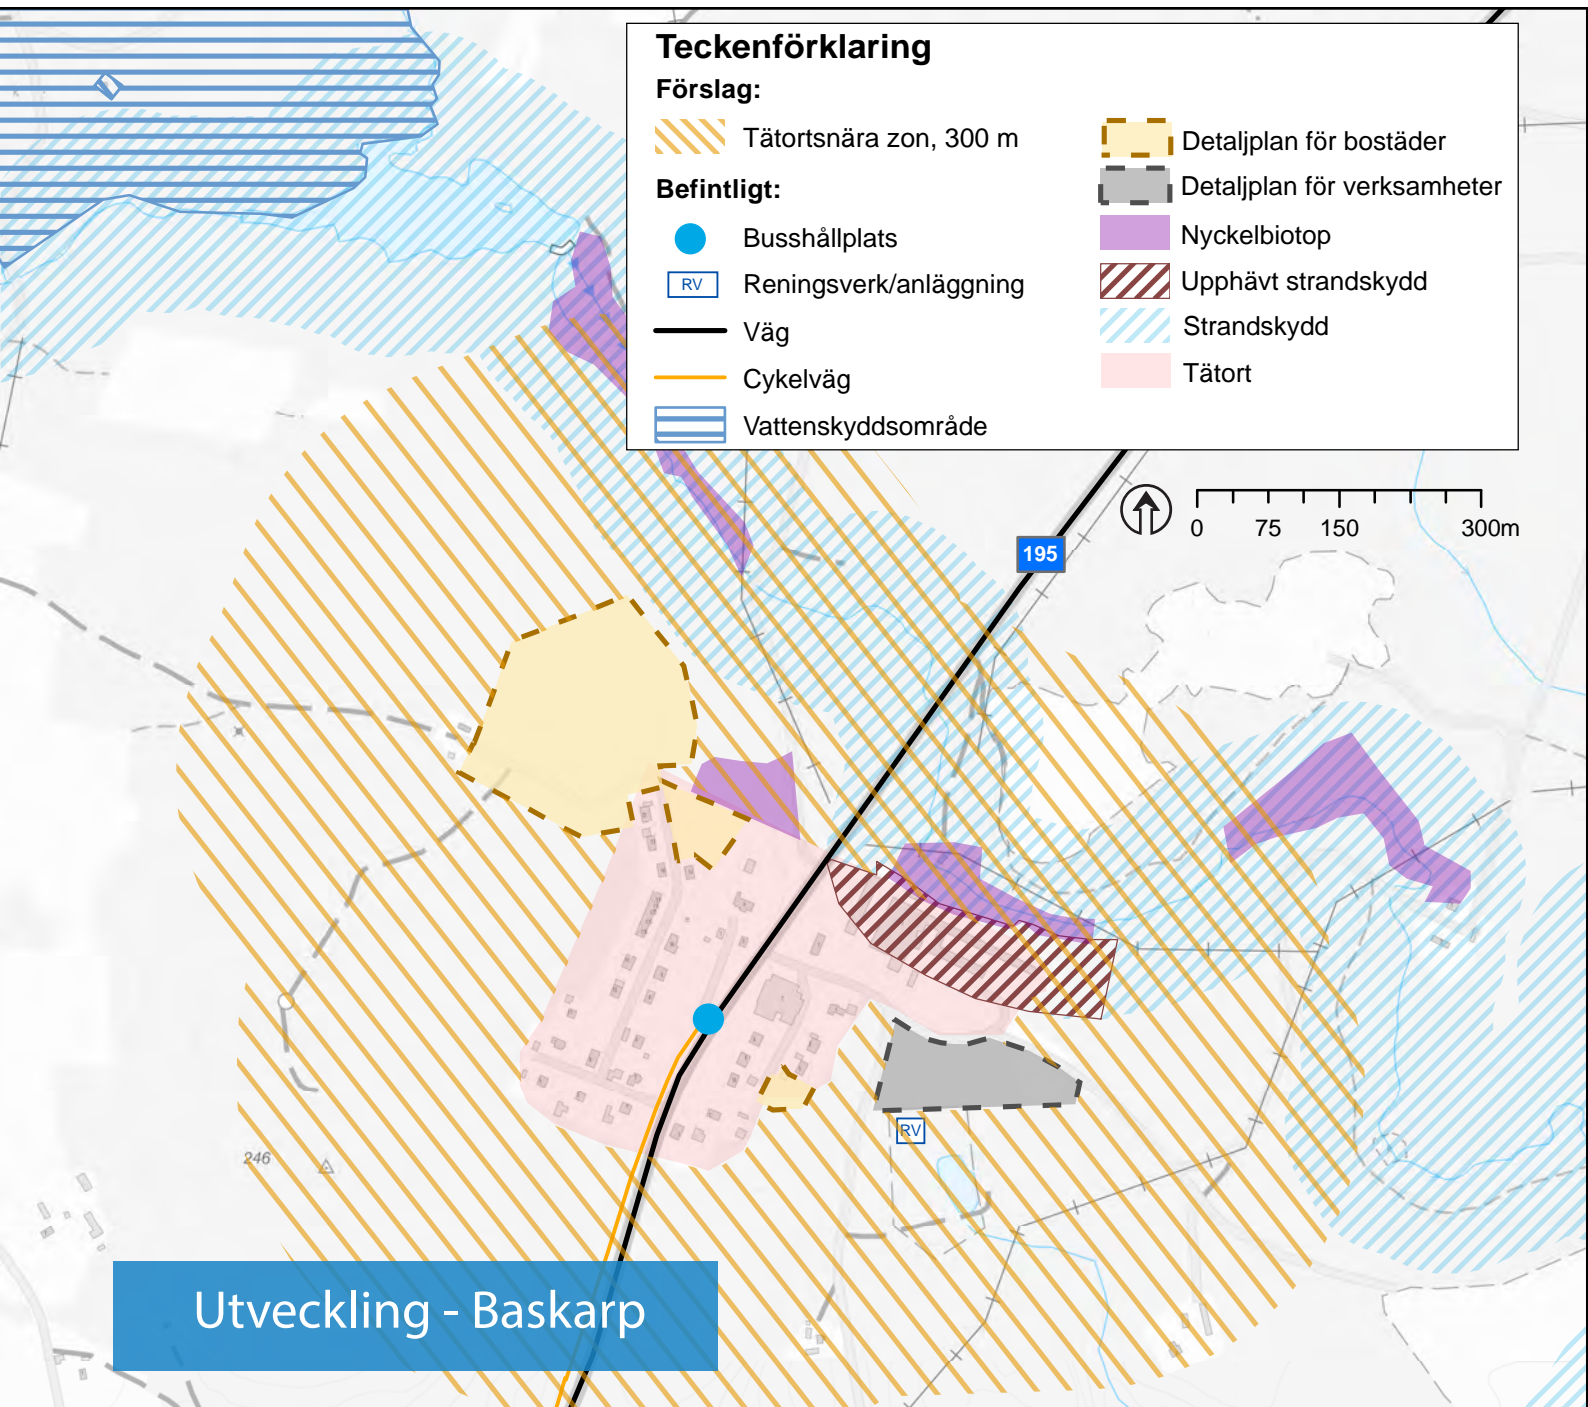 Teckenförklaring
Förslag:
Tätortsnära zon, 300 m
Befintligt:
Busshållplats
RV Reningsverk/anläggning
Väg
Cykelväg
Vattenskyddsområde
Detaljplan för bostäder
Detaljplan för verksamheter
Nyckelbiotop
Upphävt strandskydd
Strandskydd
Tätort
0 75 150 300m
195
RV
246
Utveckling - Baskarp